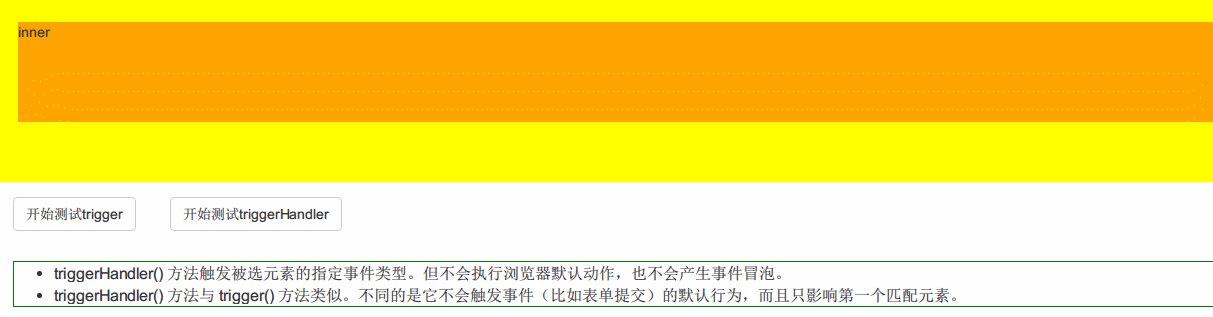 inner
开始测试trigger
开始测试triggerHandler
triggerHandler() 方法触发被选元素的指定事件类型。但不会执行浏览器默认动作，也不会产生事件冒泡。
triggerHandler() 方法与 trigger() 方法类似。不同的是它不会触发事件（比如表单提交）的默认行为，而且只影响第一个匹配元素。